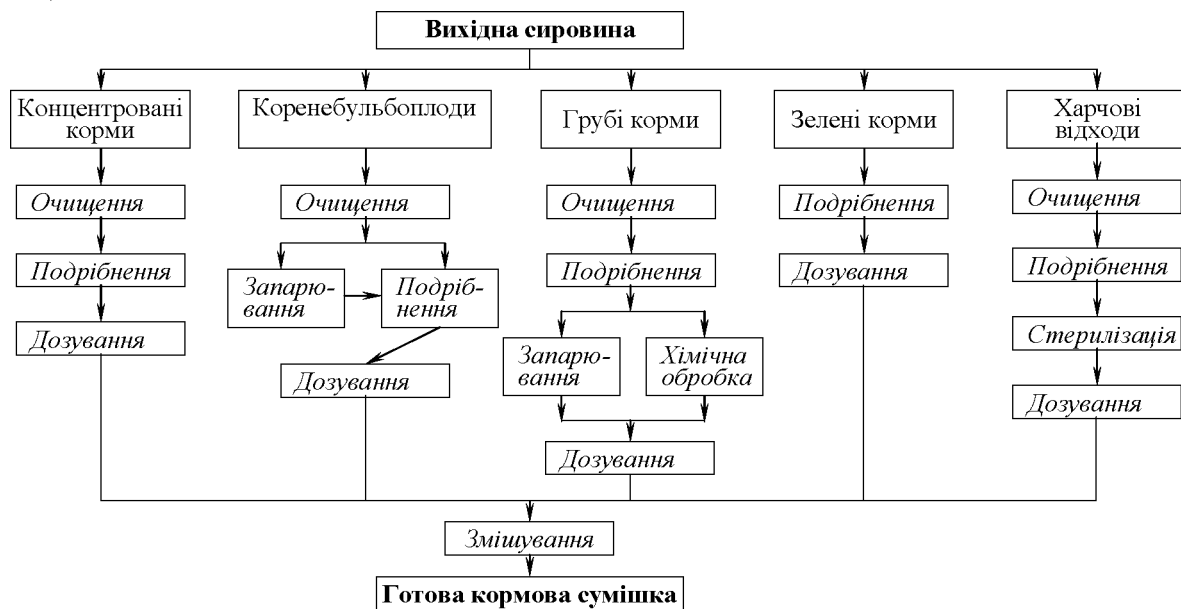 Вихідна сировина
Концентровані
корми
Коренебульбоплоди
Грубі корми
Зелені корми
Харчові
відходи
Очищення
Очищення
Очищення
Подрібнення
Очищення
Подрібнення
Запарю-
вання
Подріб-
нення
Подрібнення
Дозування
Подрібнення
Дозування
Дозування
Запарю-
вання
Хімічна
обробка
Стерилізація
Дозування
Дозування
Змішування
Готова кормова сумішка